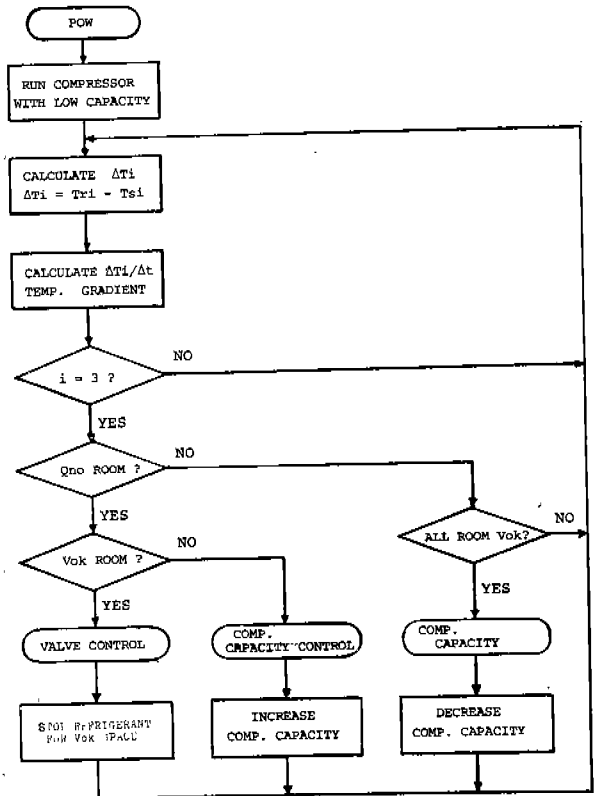 POW
RUN COMPRESSOR
WITH LOW CAPACITY
CALCULATE ΔTi
ΔTi = Tri - Tsi
CALCULATE ΔTi/Δt
TEMP. GRADIENT
i = 3 ?
NO
YES
Qno ROOM ?
NO
YES
ALL ROOM Vok?
NO
YES
Vok ROOM ?
NO
YES
VALVE CONTROL
COMP.
CAPACITY CONTROL
COMP.
CAPACITY
REFRIGERANT
Vok
INCREASE
COMP. CAPACITY
DECREASE
COMP. CAPACITY